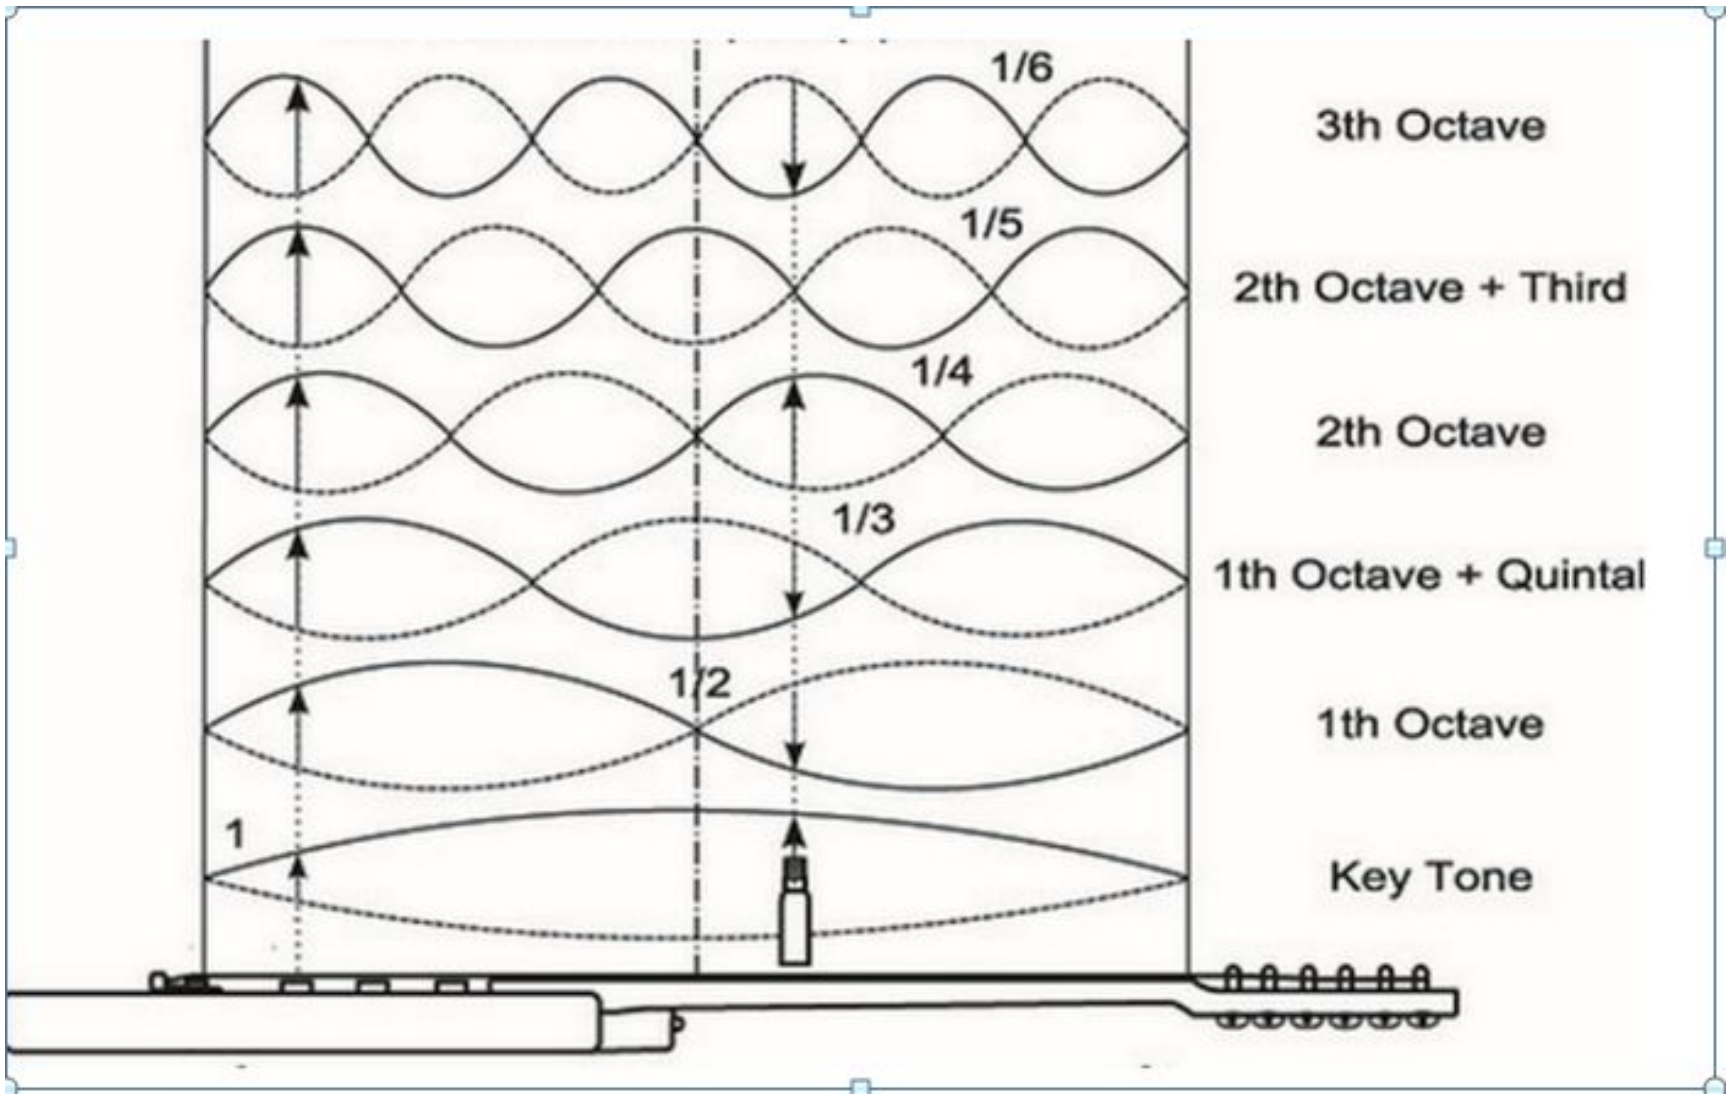 1/6
3th Octave
1/5
2th Octave + Third
1/4
2th Octave
1/3
1th Octave + Quintal
1/2
1th Octave
1
Key Tone